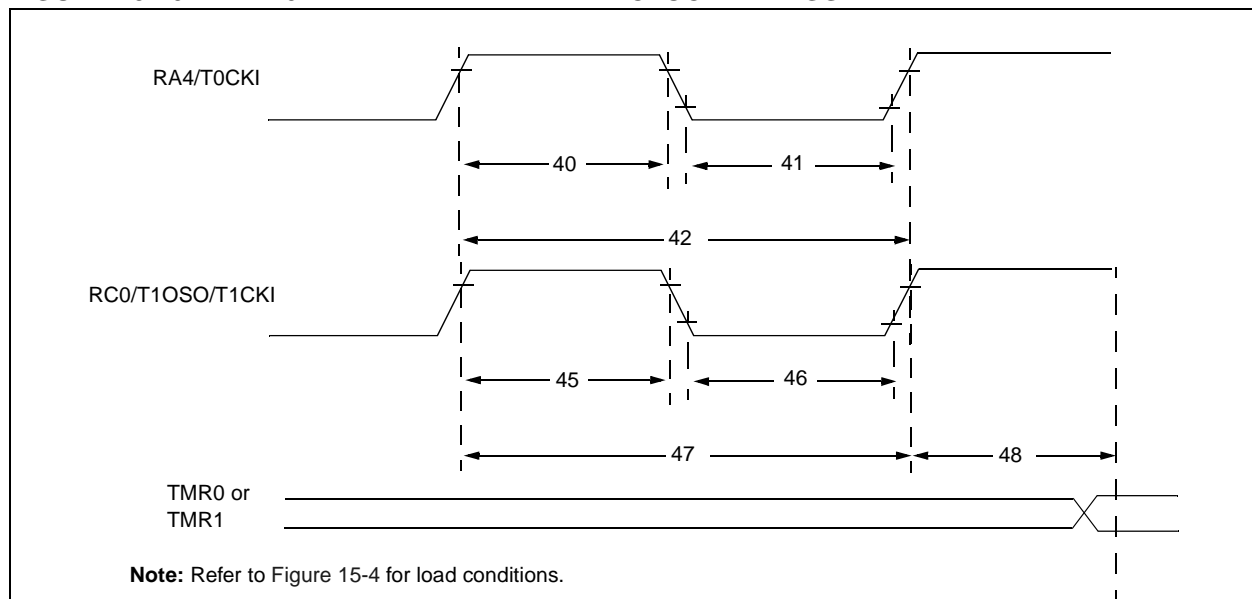 RA4/T0CKI
40
41
42
RC0/T1OSO/T1CKI
45
46
47
48
TMR0 or
TMR1
Note: Refer to Figure 15-4 for load conditions.